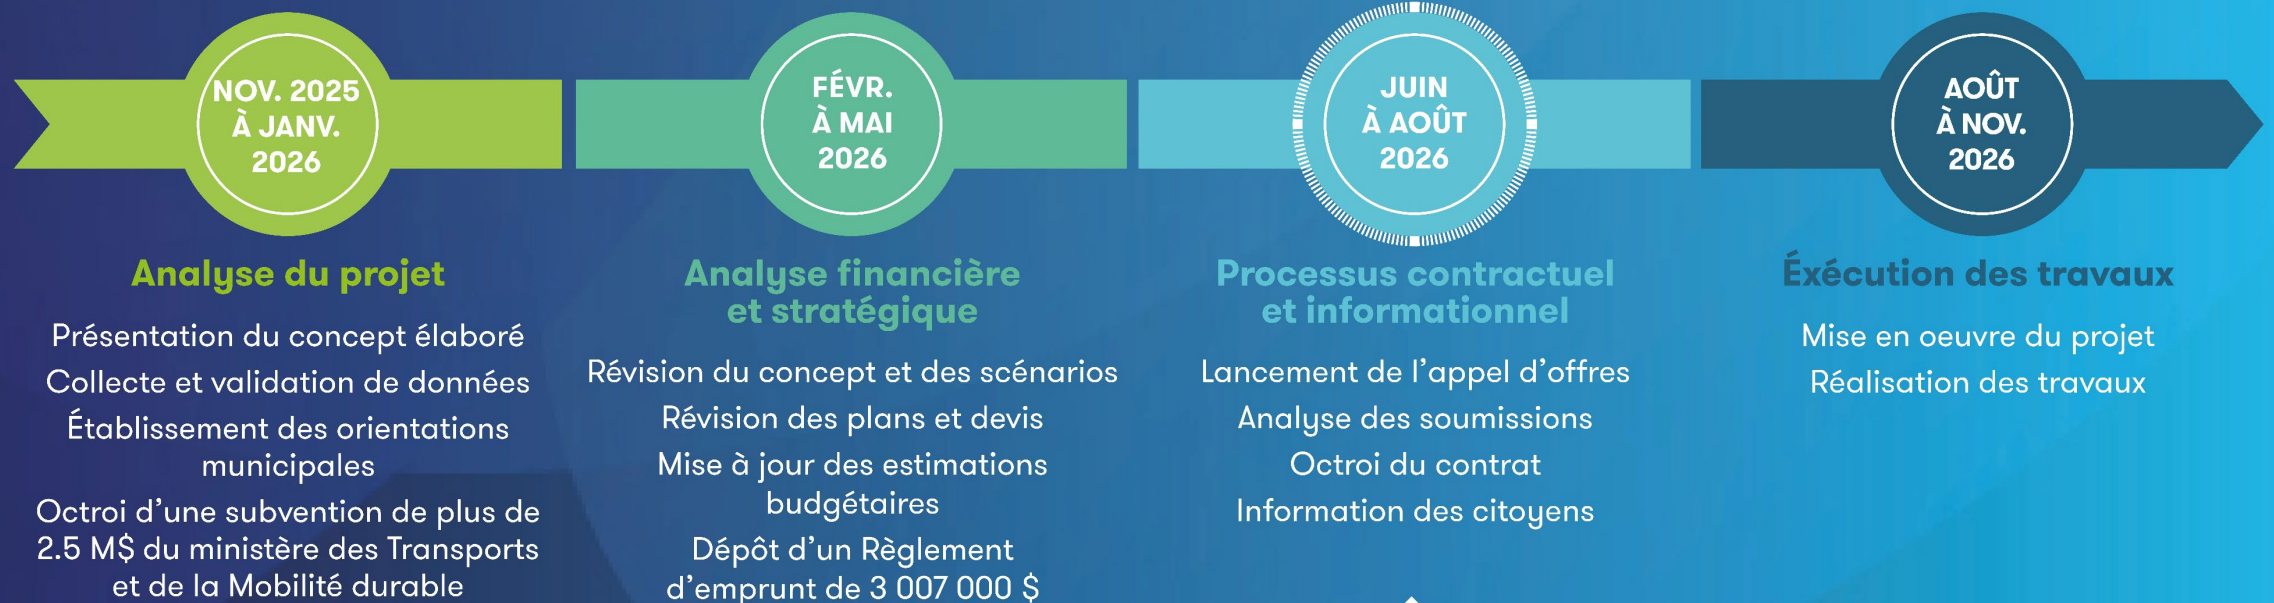 NOV. 2025
À JANV.
2026
Analyse du projet
Présentation du concept élaboré
Collecte et validation de données
Établissement des orientations
municipales
Octroi d'une subvention de plus de
2.5 M$ du ministère des Transports
et de la Mobilité durable
FÉVR.
À MAI
2026
Analyse financière
et stratégique
Révision du concept et des scénarios
Révision des plans et devis
Mise à jour des estimations
budgétaires
Dépôt d'un Règlement
d'emprunt de 3 007 000 $
JUIN
À AOÛT
2026
Processus contractuel
et informationnel
Lancement de l'appel d'offres
Analyse des soumissions
Octroi du contrat
Information des citoyens
AOÛT
À NOV.
2026
Éxécution des travaux
Mise en oeuvre du projet
Réalisation des travaux